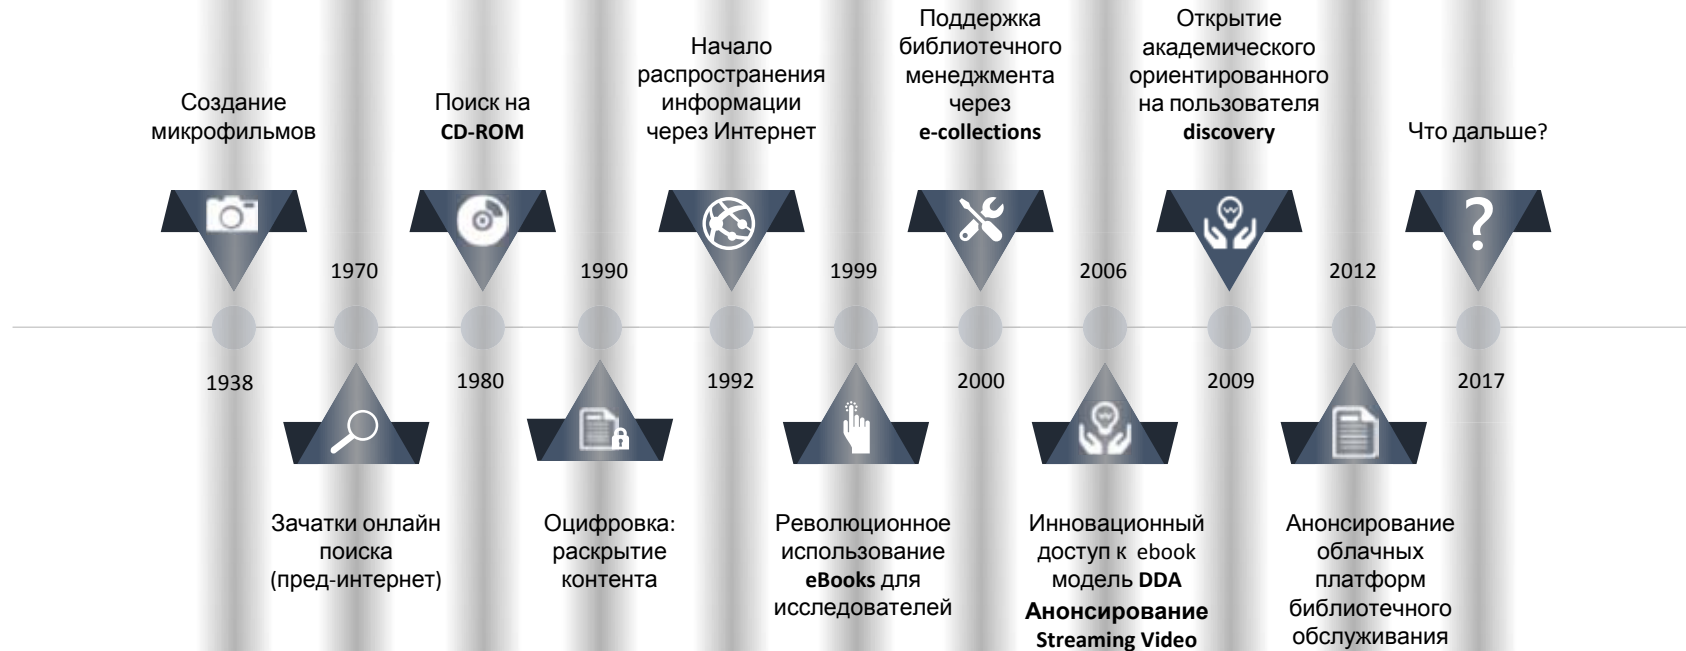 Создание
микрофильмов
1938
1970
Зачатки онлайн
поиска
(пред-интернет)
Поиск на
CD-ROM
1980
1990
Оцифровка:
раскрытие
контента
Начало
распространения
информации
через Интернет
1992
1999
Революционное
использование
eBooks для
исследователей
Поддержка
библиотечного
менеджмента
через
e-collections
2000
2006
Инновационный
доступ к ebook
модель DDA
Анонсирование
Streaming Video
Открытие
академического
ориентированного
на пользователя
discovery
2009
2012
Анонсирование
облачных
платформ
библиотечного
обслуживания
Что дальше?
?
2017